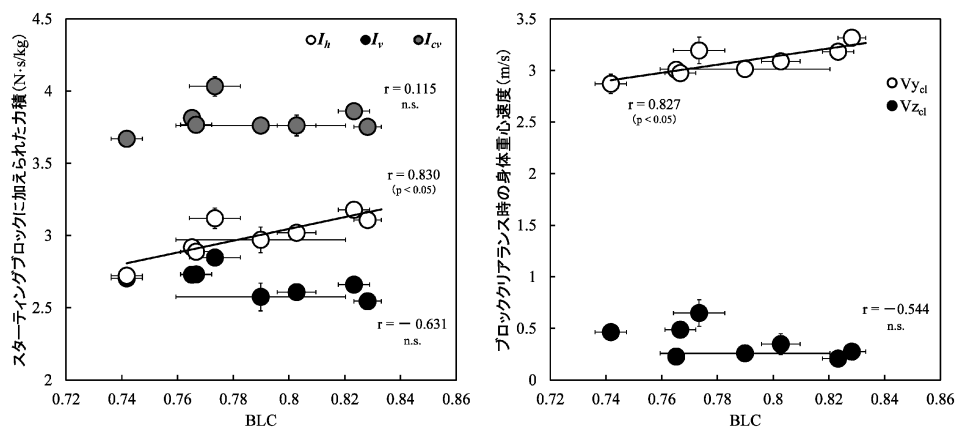 スターティングブロックに加えられた力積(N·s/kg)
4.5
4
3.5
3
2.5
2
Ih Iv Icv
r = 0.115
n.s.
r = 0.830
(p < 0.05)
r = − 0.631
n.s.
0.72 0.74 0.76 0.78 0.8 0.82 0.84 0.86
BLC
ブロッククリアランス時の身体重心速度(m/s)
3.5
3
2.5
2
1.5
1
0.5
0
Vycl
Vzcl
r = 0.827
(p < 0.05)
r = −0.544
n.s.
0.72 0.74 0.76 0.78 0.8 0.82 0.84 0.86
BLC